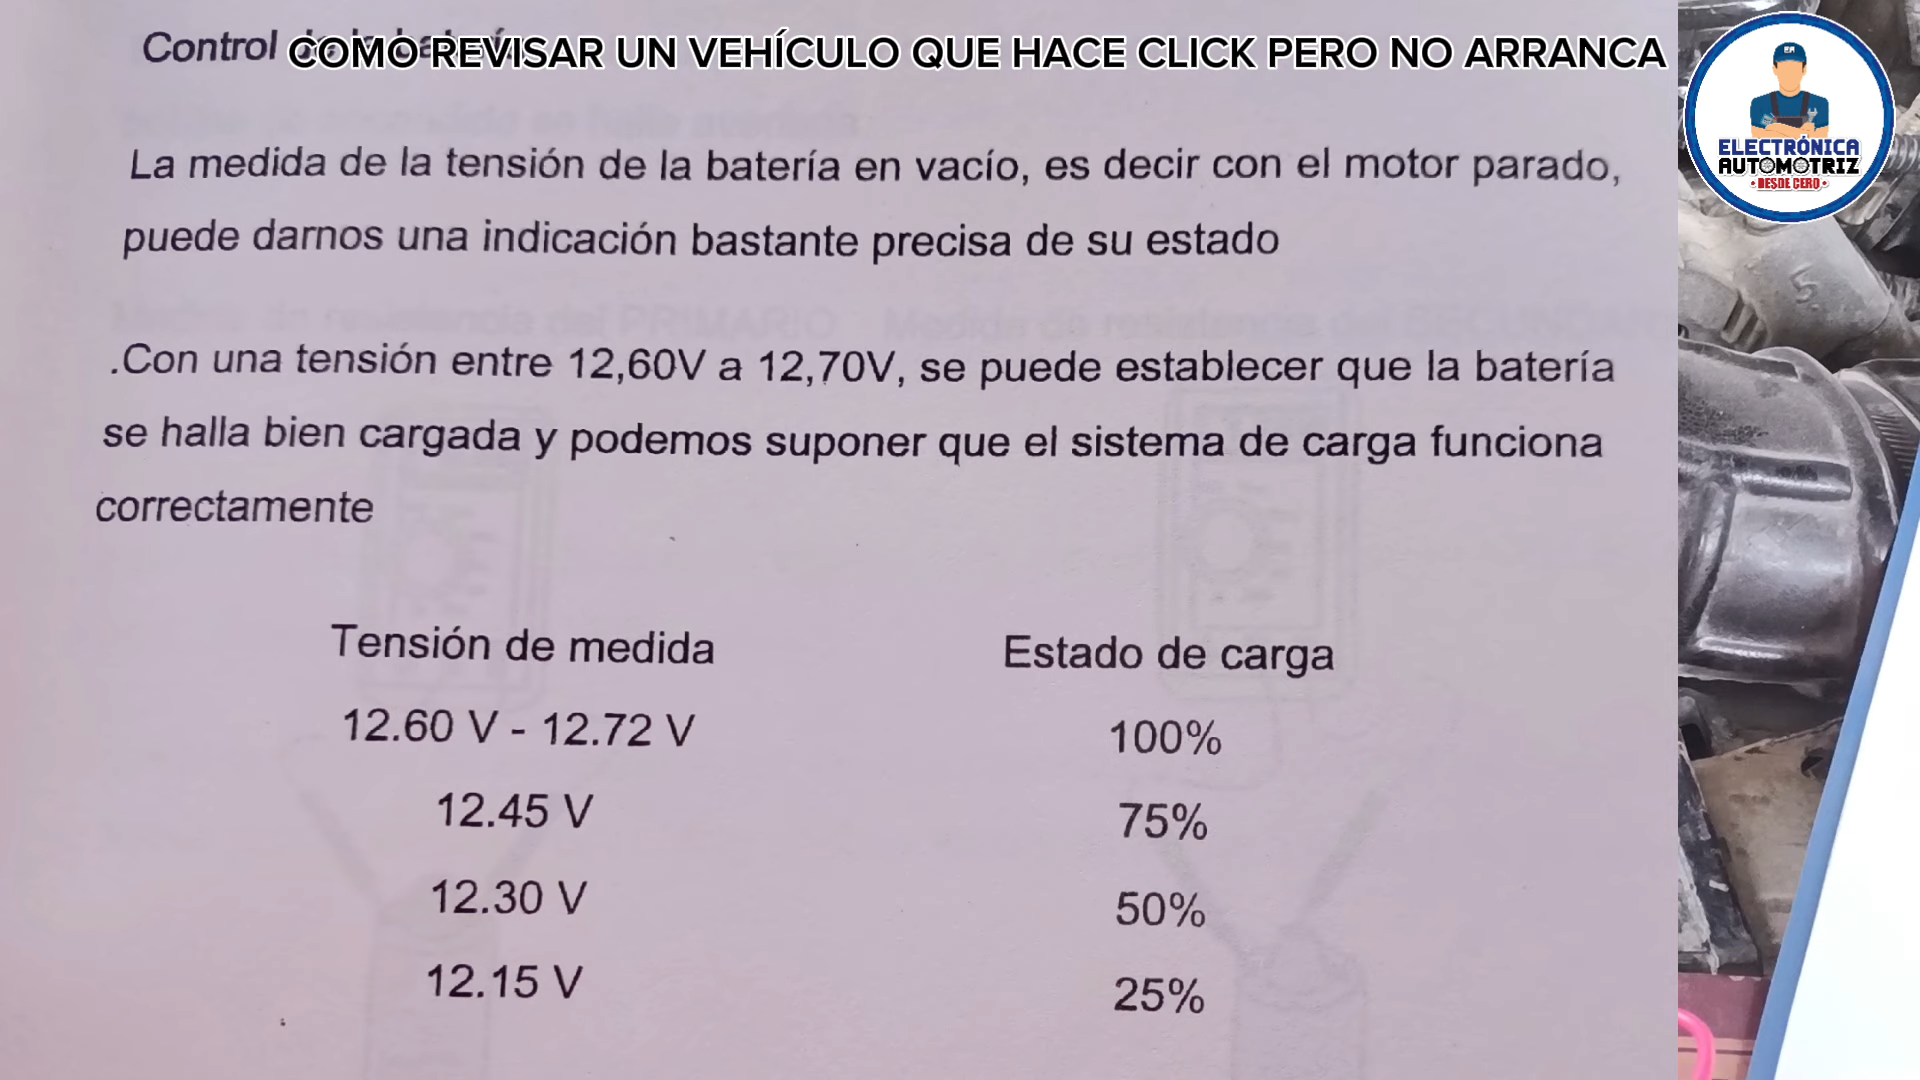 Control
COMO REVISAR UN VEHÍCULO QUE HACE CLICK PERO NO ARRANCA
ELECTRÓNICA
AUTOMOTRIZ
• DESDE CERO •
La medida de la tensión de la batería en vacío, es decir con el motor parado,
puede darnos una indicación bastante precisa de su estado
.Con una tensión entre 12,60V a 12,70V, se puede establecer que la batería
se halla bien cargada y podemos suponer que el sistema de carga funciona
correctamente
Tensión de medida Estado de carga
12.60 V - 12.72 V 100%
12.45 V 75%
12.30 V 50%
12.15 V 25%